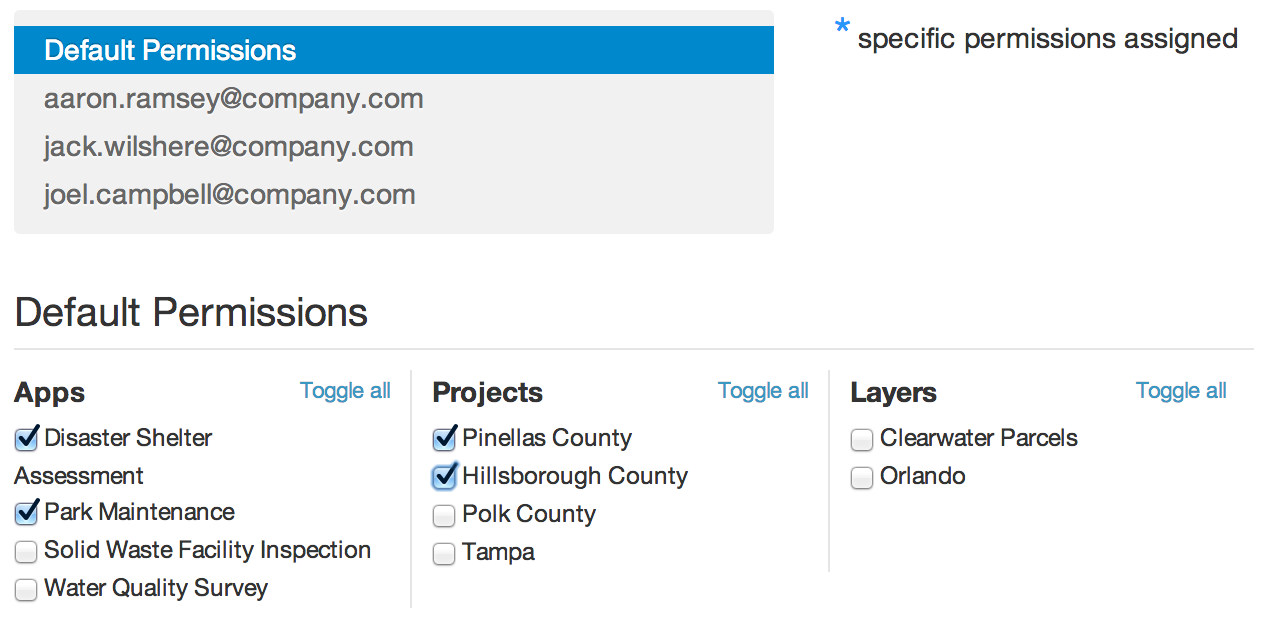 Default Permissions
* specific permissions assigned
aaron.ramsey@company.com
jack.wilshere@company.com
joel.campbell@company.com
Default Permissions
Apps Toggle all
Disaster Shelter
Assessment
Park Maintenance
Solid Waste Facility Inspection
Water Quality Survey
Projects Toggle all
Pinellas County
Hillsborough County
Polk County
Tampa
Layers Toggle all
Clearwater Parcels
Orlando